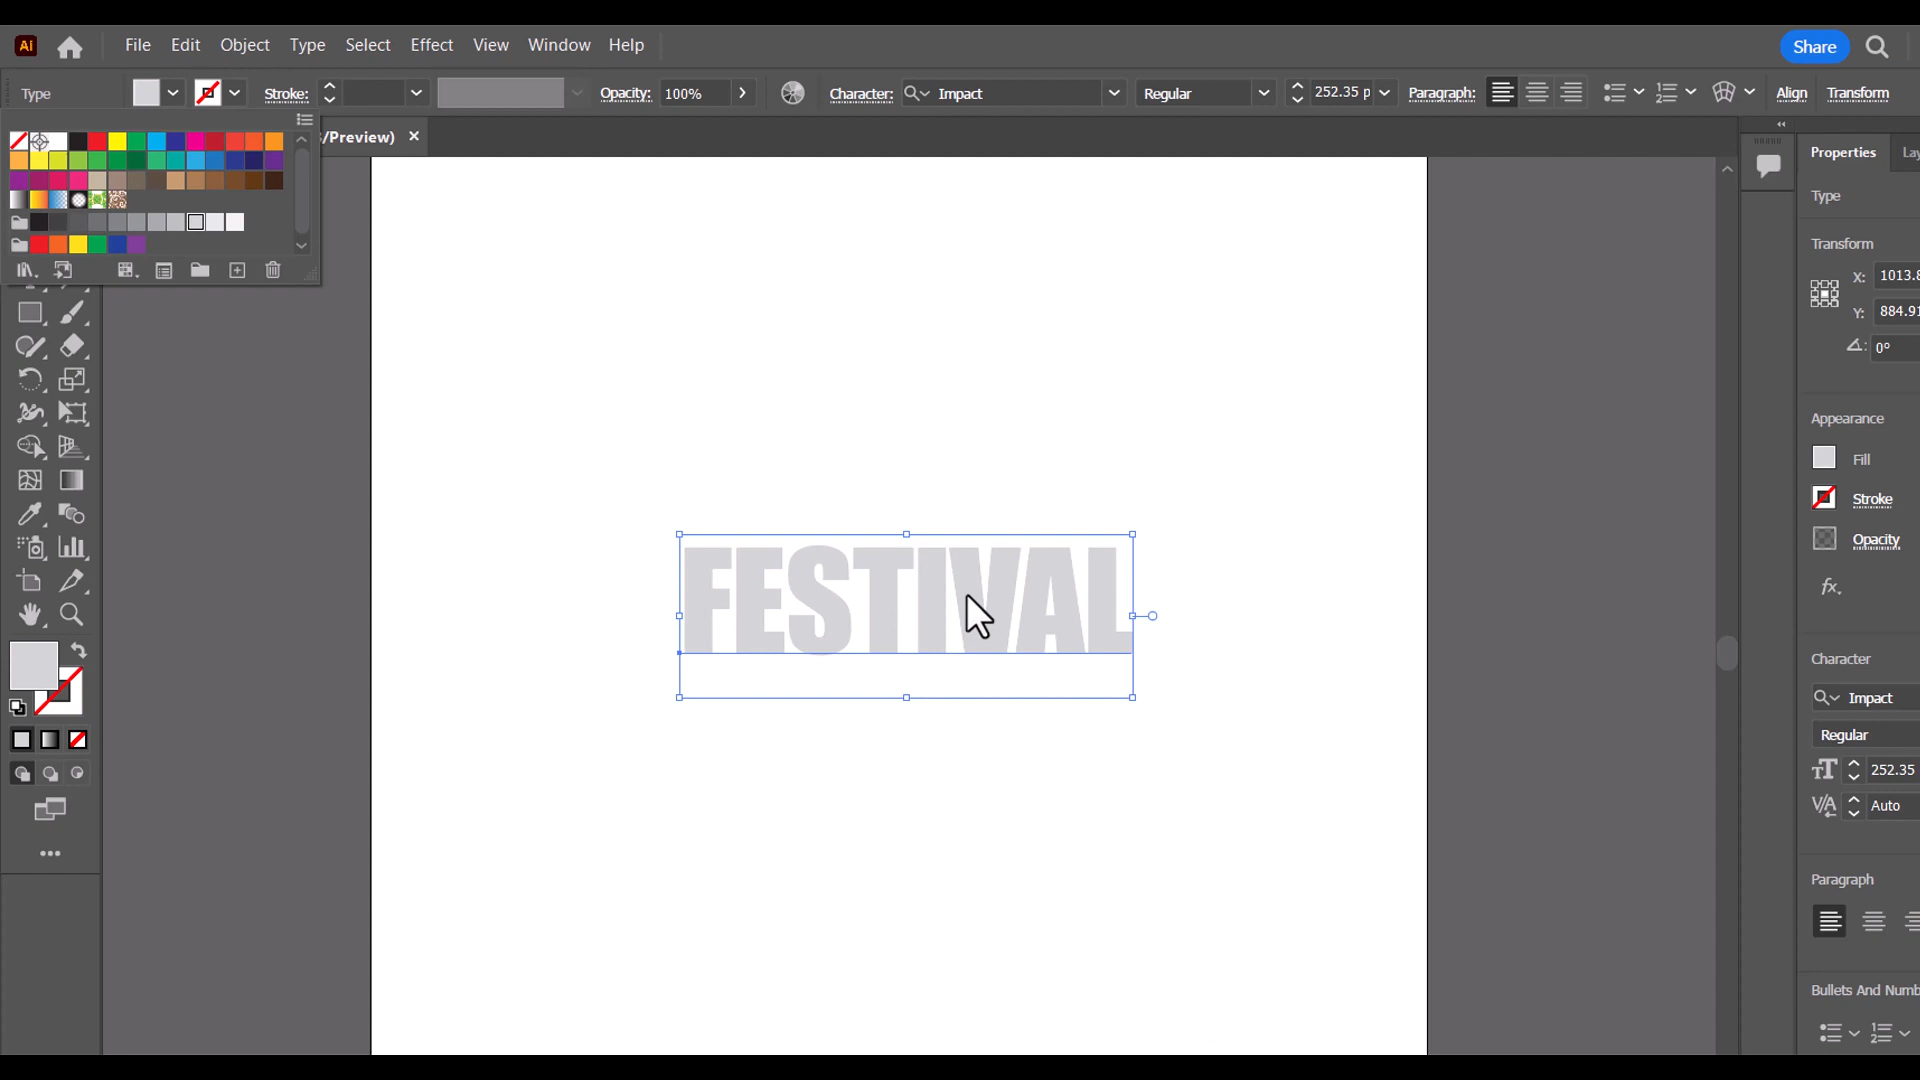 Ai File Edit Object Type Select Effect View Window Help Share
Type Stroke: Opacity: 100% Character: Impact Regular 252.35 p Paragraph: Align Transform
/Preview) ×
Properties Lay
Type
Transform
X: 1013.8
Y: 884.91
0°
Appearance
Fill
Stroke
Opacity
fx.
FESTIVAL
Character
Impact
Regular
252.35
Auto
Paragraph
Bullets And Numb